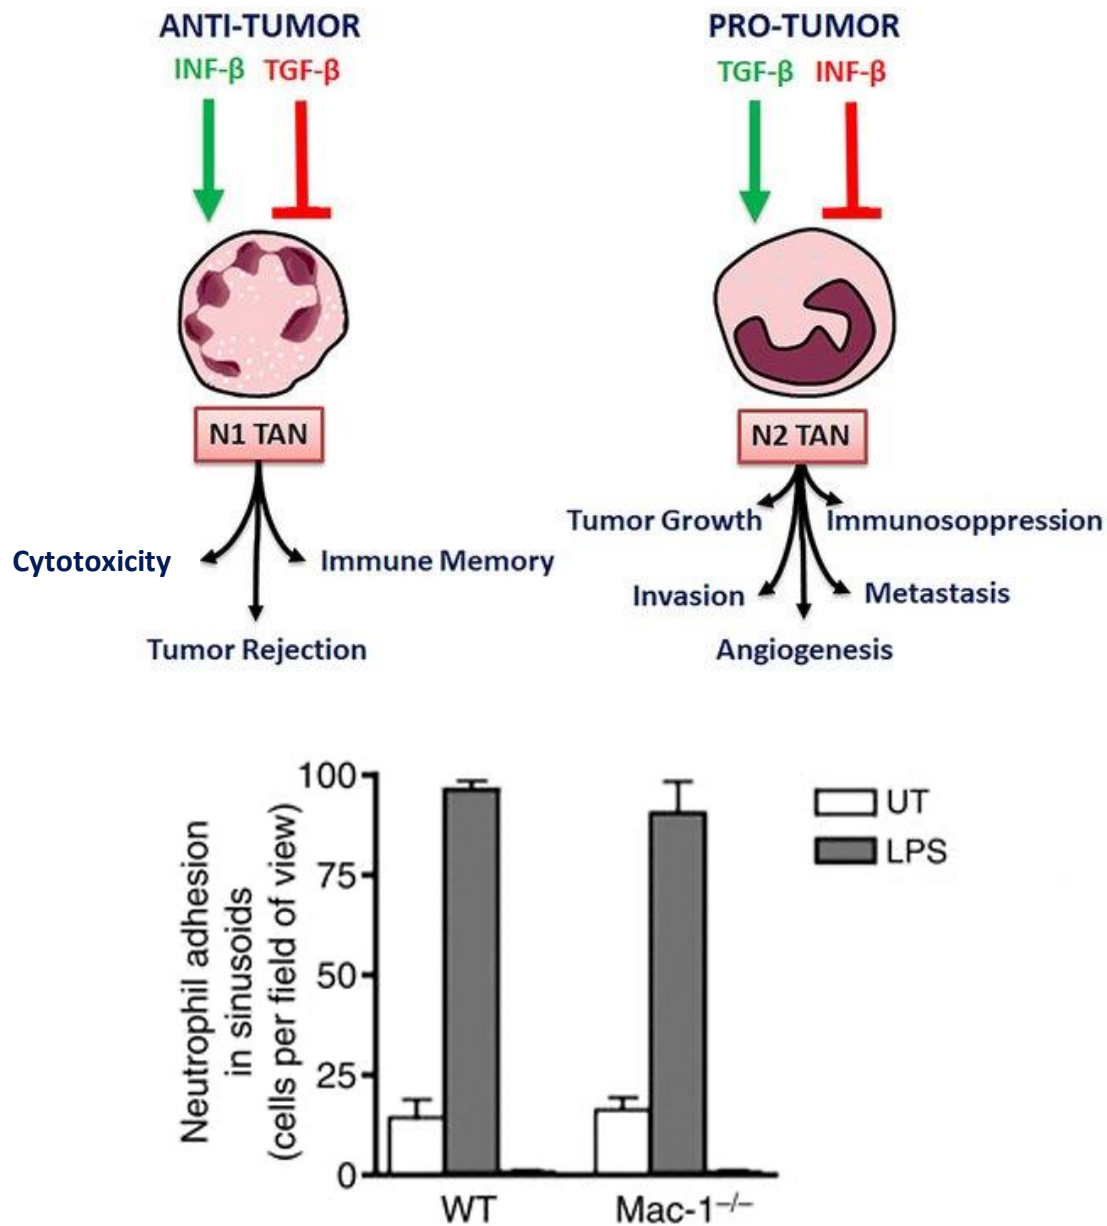 ANTI-TUMOR
INF-β TGF-β
N1 TAN
Cytotoxicity
Immune Memory
Tumor Rejection
PRO-TUMOR
TGF-β INF-β
N2 TAN
Tumor Growth
Immunosoppression
Invasion
Metastasis
Angiogenesis
Neutrophil adhesion
in sinusoids
(cells per field of view)
100
75
50
25
0
WT
Mac-1–/–
UT
LPS